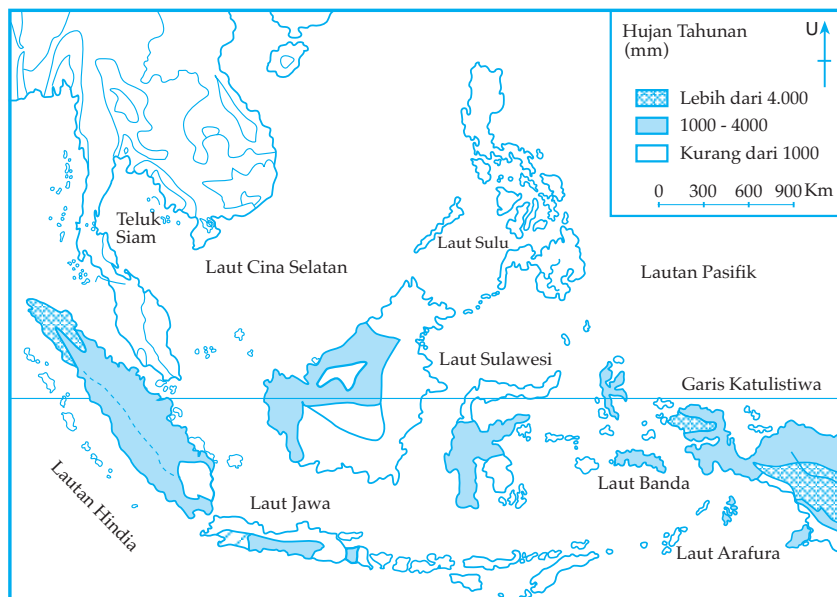 Hujan Tahunan
(mm)
U
Lebih dari 4.000
1000 - 4000
Kurang dari 1000
0 300 600 900 Km
Teluk
Siam
Laut Sulu
Laut Cina Selatan
Lautan Pasifik
Laut Sulawesi
Garis Katulistiwa
Lautan Hindia
Laut Jawa
Laut Banda
Laut Arafura